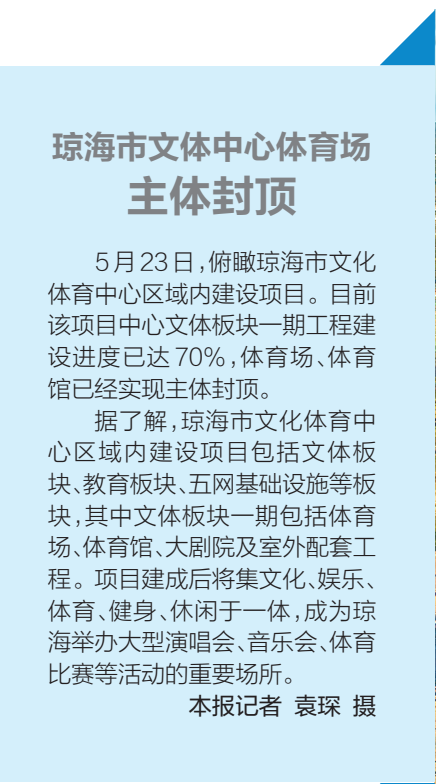 琼海市文体中心体育场
主体封顶
5月23日,俯瞰琼海市文化
体育中心区域内建设项目。目前
该项目中心文体板块一期工程建
设进度已达70%,体育场、体育
馆已经实现主体封顶。
据了解,琼海市文化体育中
心区域内建设项目包括文体板
块、教育板块、五网基础设施等板
块,其中文体板块一期包括体育
场、体育馆、大剧院及室外配套工
程。项目建成后将集文化、娱乐、
体育、健身、休闲于一体,成为琼
海举办大型演唱会、音乐会、体育
比赛等活动的重要场所。
本报记者 袁琛 摄